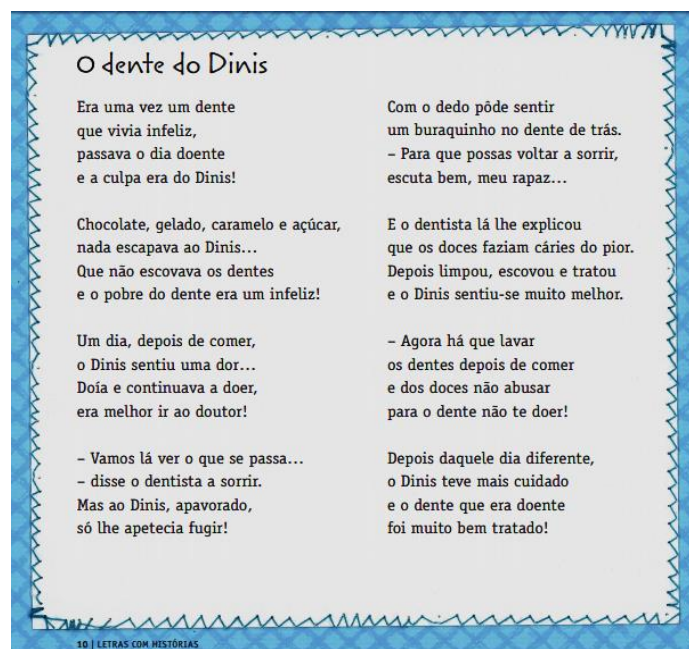 O dente do Dinis
Era uma vez um dente
que vivia infeliz,
passava o dia doente
e a culpa era do Dinis!
Chocolate, gelado, caramelo e açúcar,
nada escapava ao Dinis...
Que não escovava os dentes
e o pobre do dente era um infeliz!
Um dia, depois de comer,
o Dinis sentiu uma dor...
Doía e continuava a doer,
era melhor ir ao doutor!
– Vamos lá ver o que se passa...
– disse o dentista a sorrir.
Mas ao Dinis, apavorado,
só lhe apetecia fugir!
Com o dedo pôde sentir
um buraquinho no dente de trás.
– Para que possas voltar a sorrir,
escuta bem, meu rapaz...
E o dentista lá lhe explicou
que os doces faziam cáries do pior.
Depois limpou, escovou e tratou
e o Dinis sentiu-se muito melhor.
– Agora há que lavar
os dentes depois de comer
e dos doces não abusar
para o dente não te doer!
Depois daquele dia diferente,
o Dinis teve mais cuidado
e o dente que era doente
foi muito bem tratado!
10 | LETRAS COM HISTÓRIAS